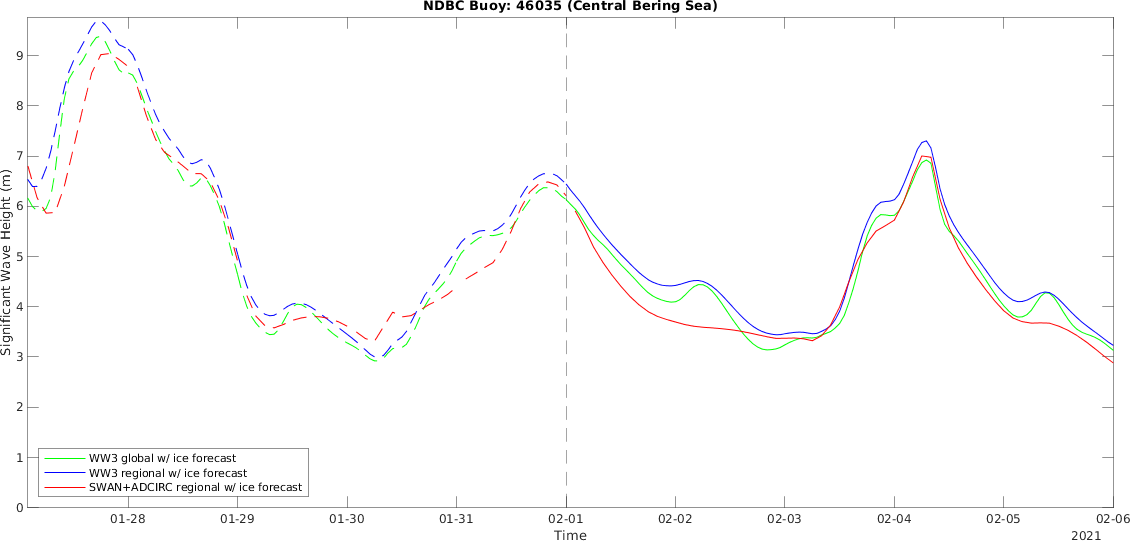 NDBC Buoy: 46035 (Central Bering Sea)
Significant Wave Height (m)
9
8
7
6
5
4
3
2
1
0
WW3 global w/ ice forecast
WW3 regional w/ ice forecast
SWAN+ADCIRC regional w/ ice forecast
01-28 01-29 01-30 01-31 02-01 02-02 02-03 02-04 02-05 02-06
Time
2021